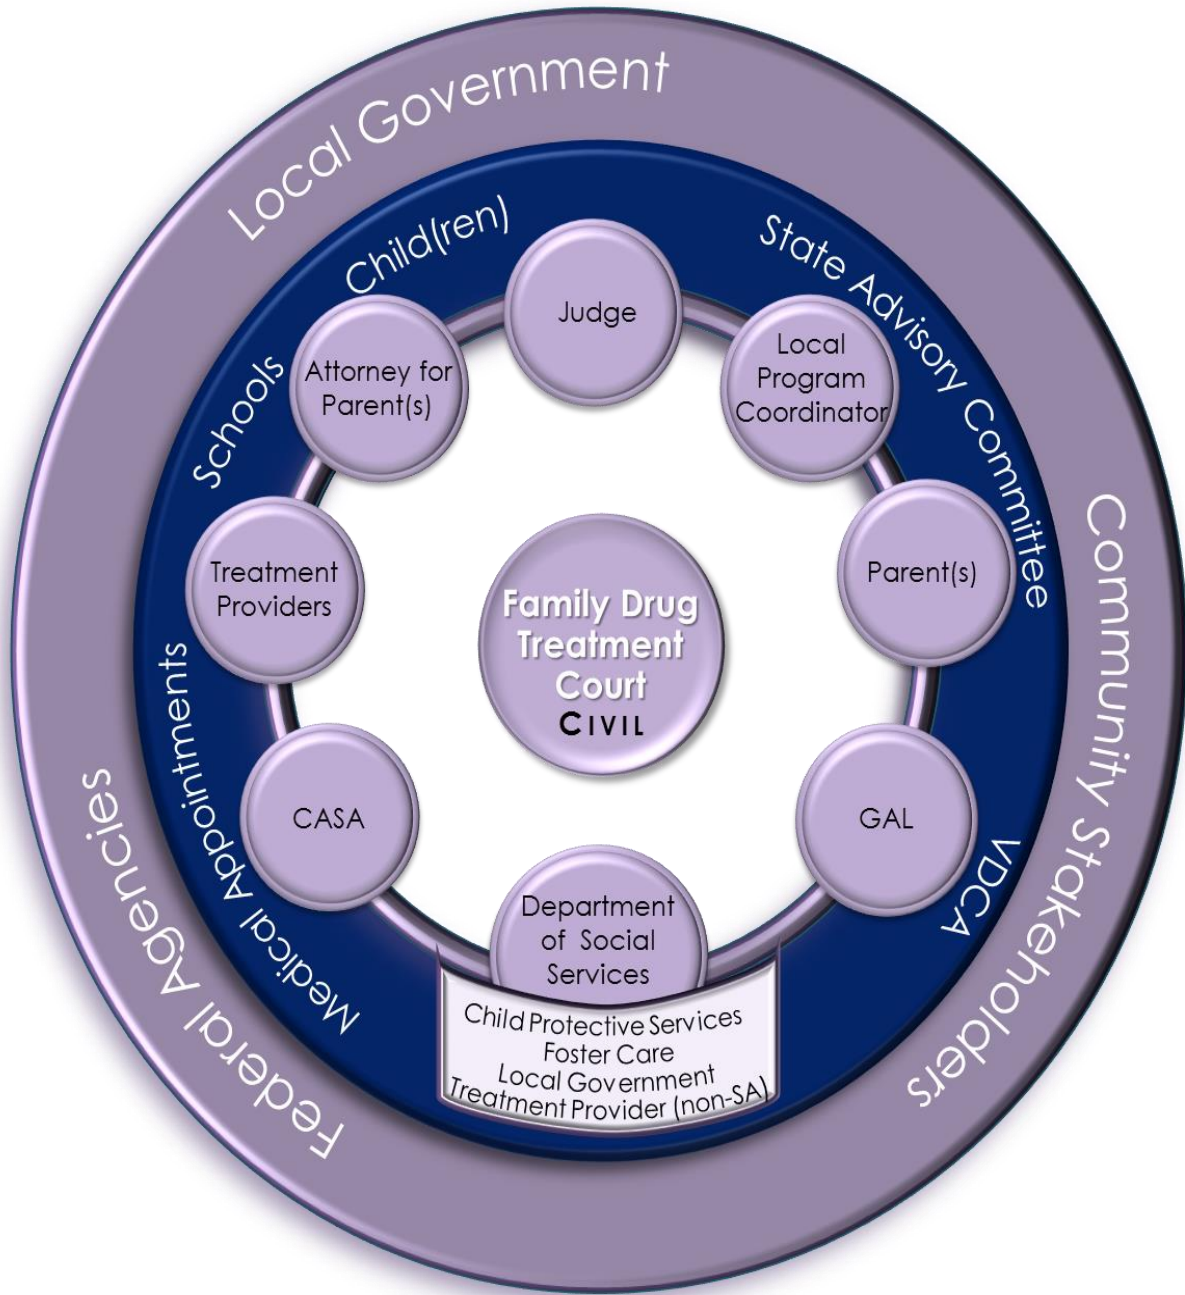 Local Government
Child(ren)
State Advisory Committee
Schools
Judge
Attorney for
Parent(s)
Local
Program
Coordinator
Treatment
Providers
Parent(s)
Community Stakeholders
Family Drug
Treatment
Court
CIVIL
Medical Appointments
Federal Agencies
CASA
GAL
VDCA
Department
of Social
Services
Child Protective Services
Foster Care
Local Government
Treatment Provider (non-SA)